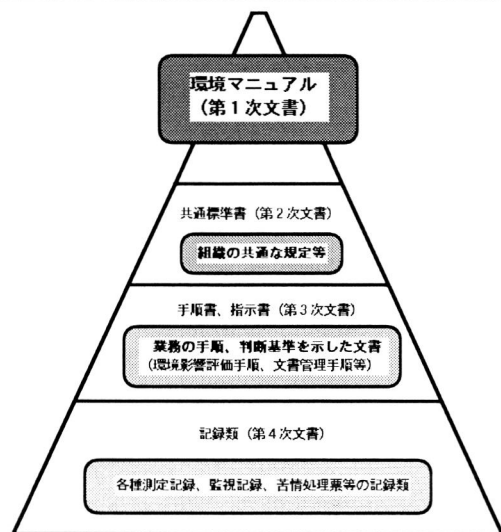 環境マニュアル
（第１次文書）
共通標準書（第２次文書）
組織の共通な規定等
手順書、指示書（第３次文書）
業務の手順、判断基準を示した文書
（環境影響評価手順、文書管理手順等）
記録類（第４次文書）
各種測定記録、監視記録、苦情処理票等の記録類